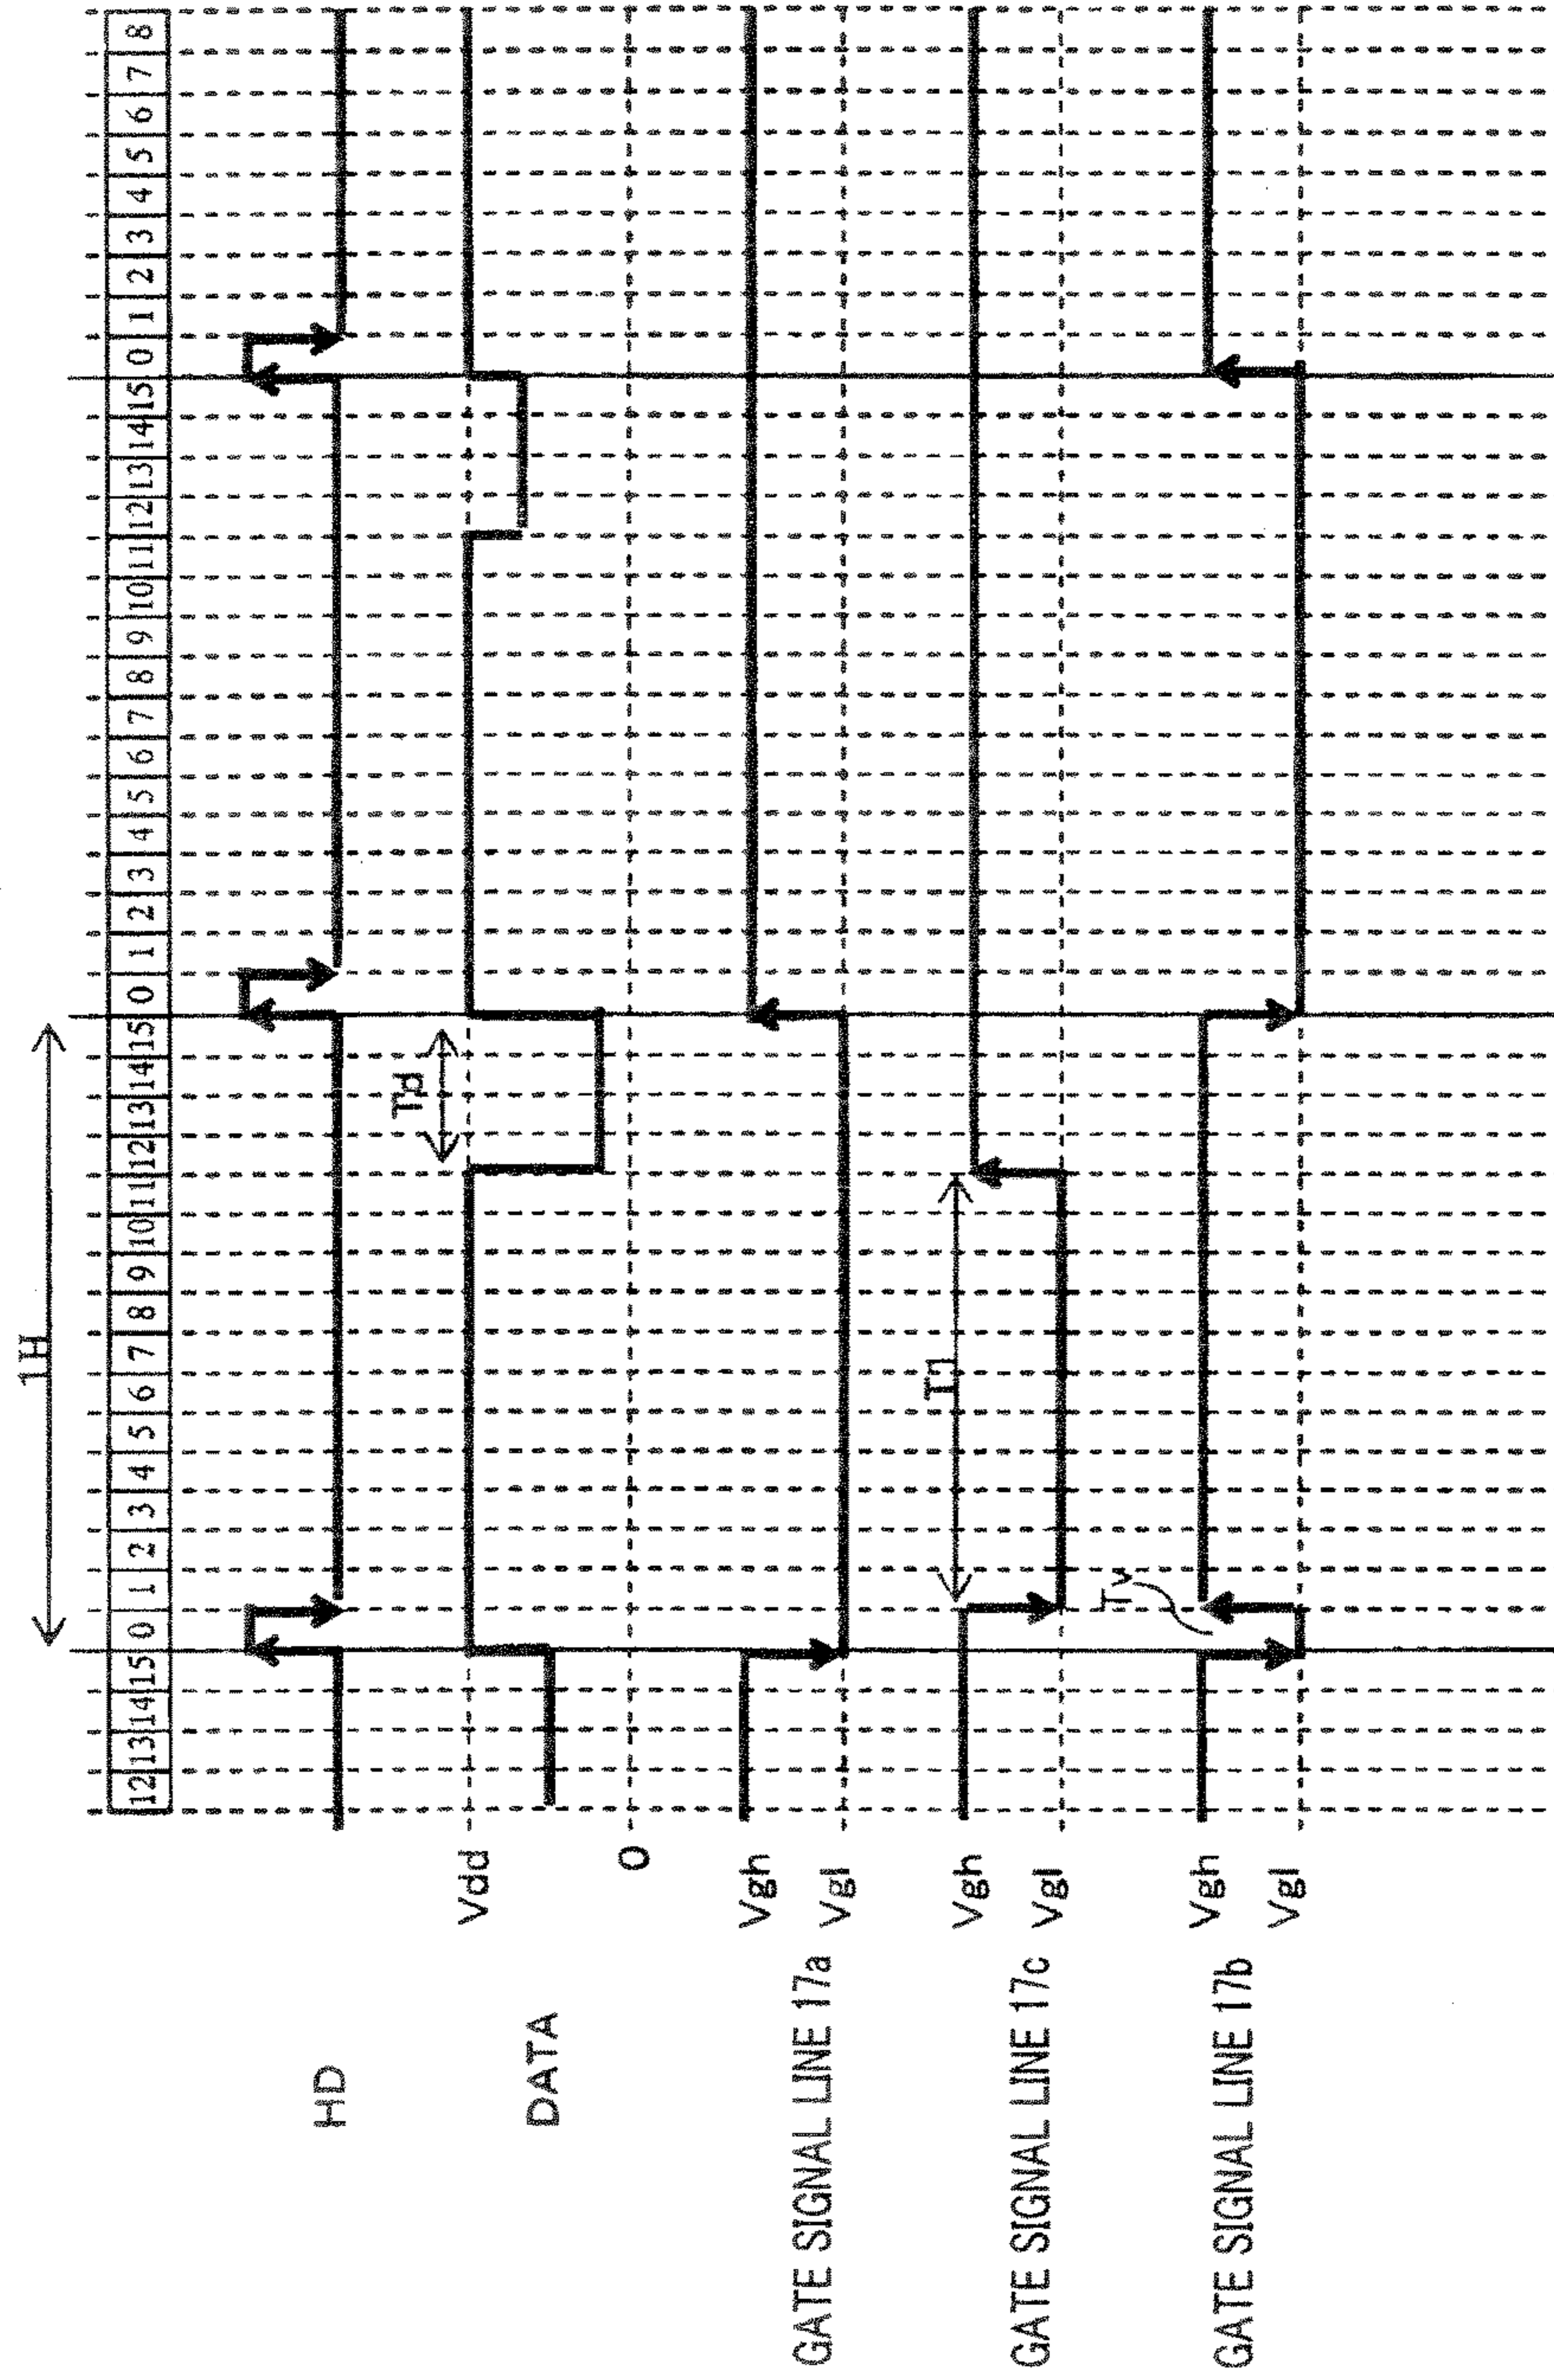 1H
12 13 14 15 0 1 2 3 4 5 6 7 8 9 10 11 12 13 14 15 0 1 2 3 4 5 6 7 8 9 10 11 12 13 14 15 0 1 2 3 4 5 6 7 8
HD
Vdd
Td
DATA
0
Vgh
GATE SIGNAL LINE 17a
Vgl
Vgh
T1
GATE SIGNAL LINE 17c
Vgl
Tv
Vgh
GATE SIGNAL LINE 17b
Vgl